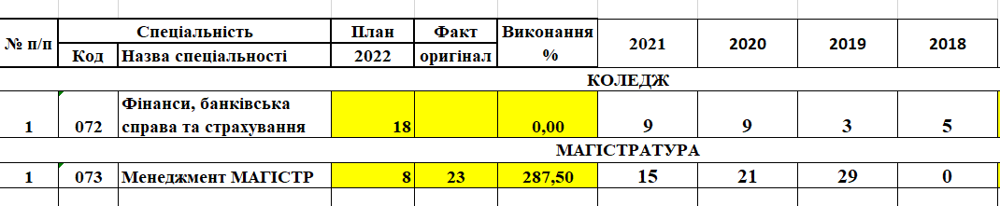 № п/п Спеціальність План Факт Виконання % 2021 2020 2019 2018
Код Назва спеціальності 2022 оригінал
КОЛЕДЖ
1 072 Фінанси, банківська справа та страхування 18 0,00 9 9 3 5
МАГІСТРАТУРА
1 073 Менеджмент МАГІСТР 8 23 287,50 15 21 29 0